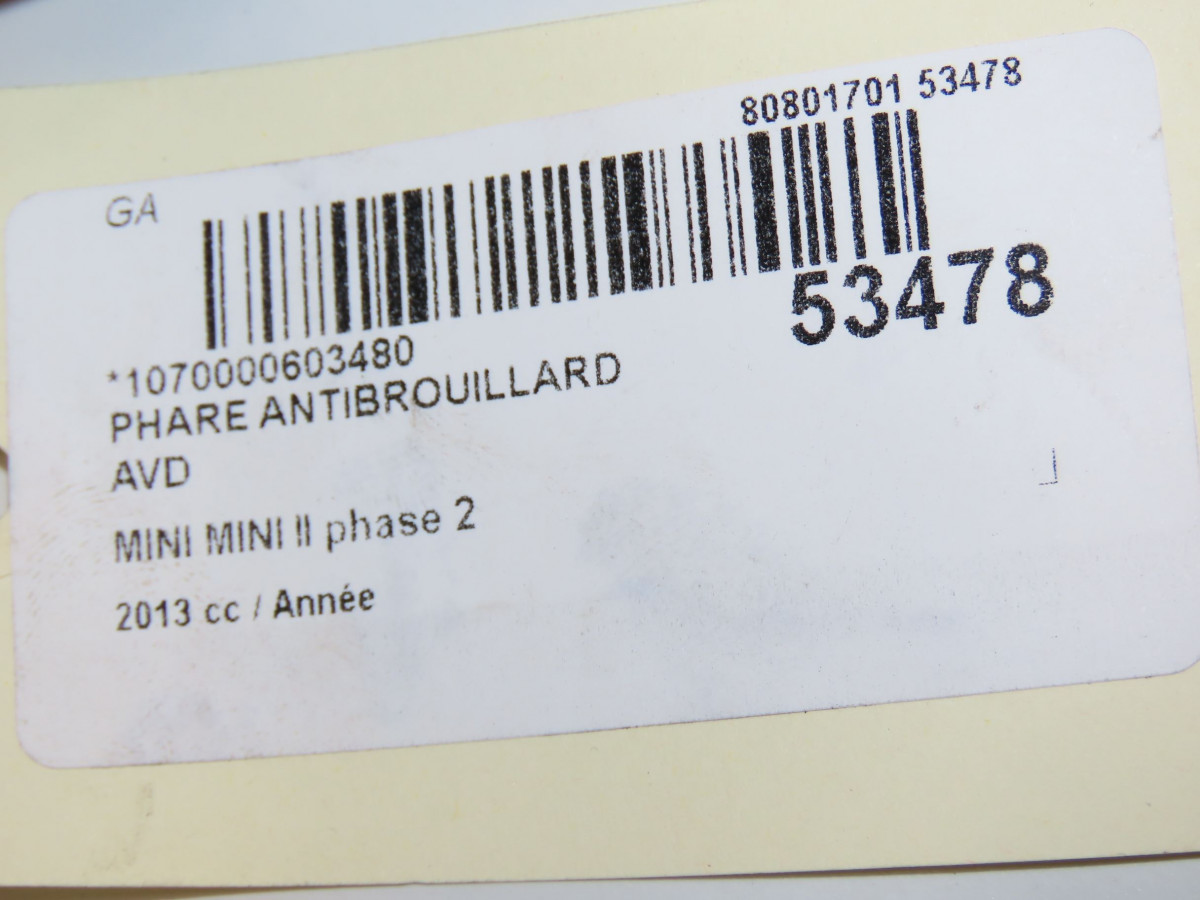 80801701 53478
GA
53478
*1070000603480
PHARE ANTIBROUILLARD
AVD
MINI MINI II phase 2
2013 cc / Année